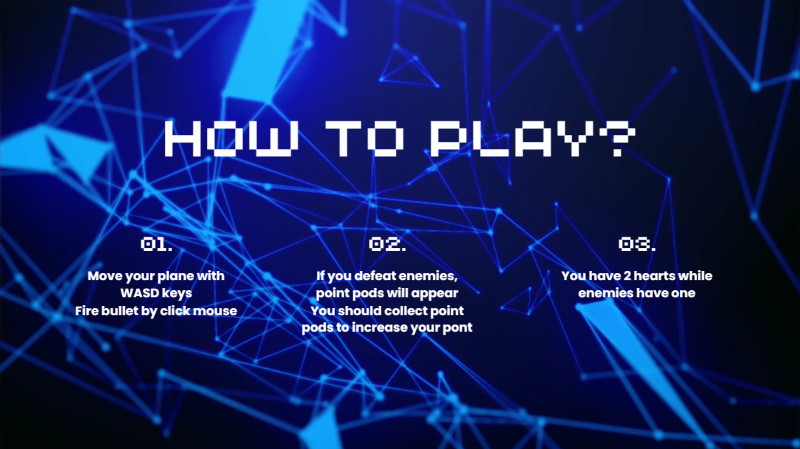 HOW TO PLAY?
01.
Move your plane with
WASD keys
Fire bullet by click mouse
02.
If you defeat enemies,
point pods will appear
You should collect point
pods to increase your pont
03.
You have 2 hearts while
enemies have one